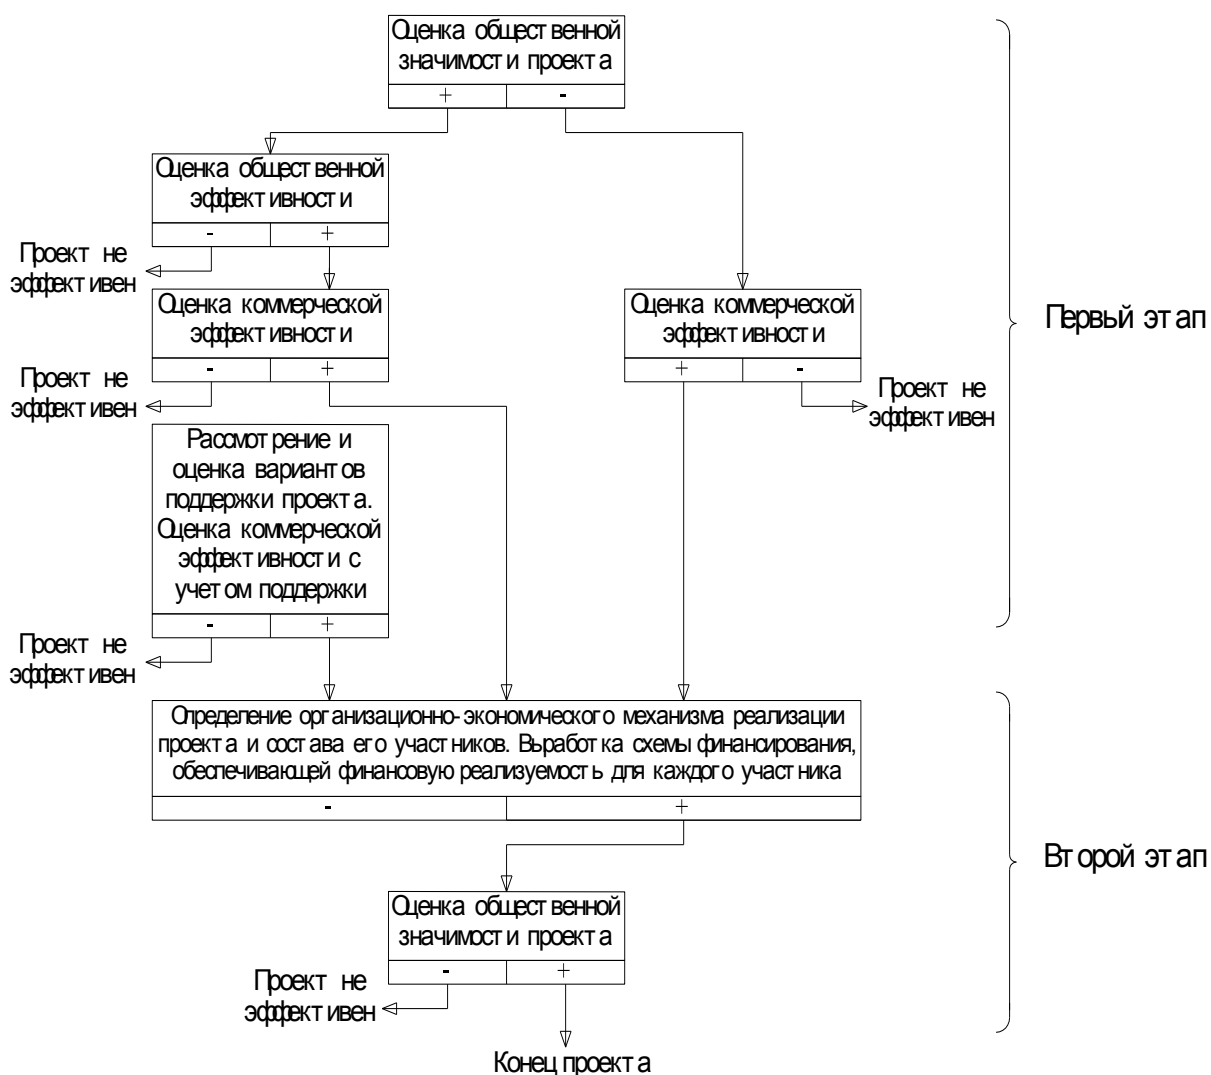 Оценка общественной
значимости проекта
+ -
Оценка общественной
эффективности
- +
Проект не
эффективен
Оценка коммерческой
эффективности
- +
Оценка коммерческой
эффективности
+ -
Первый этап
Проект не
эффективен
Проект не
эффективен
Рассмотрение и
оценка вариантов
поддержки проекта.
Оценка коммерческой
эффективности с
учетом поддержки
- +
Проект не
эффективен
Определение организационно-экономического механизма реализации
проекта и состава его участников. Выработка схемы финансирования,
обеспечивающей финансовую реализуемость для каждого участника
- +
Второй этап
Оценка общественной
значимости проекта
- +
Проект не
эффективен
Конец проекта